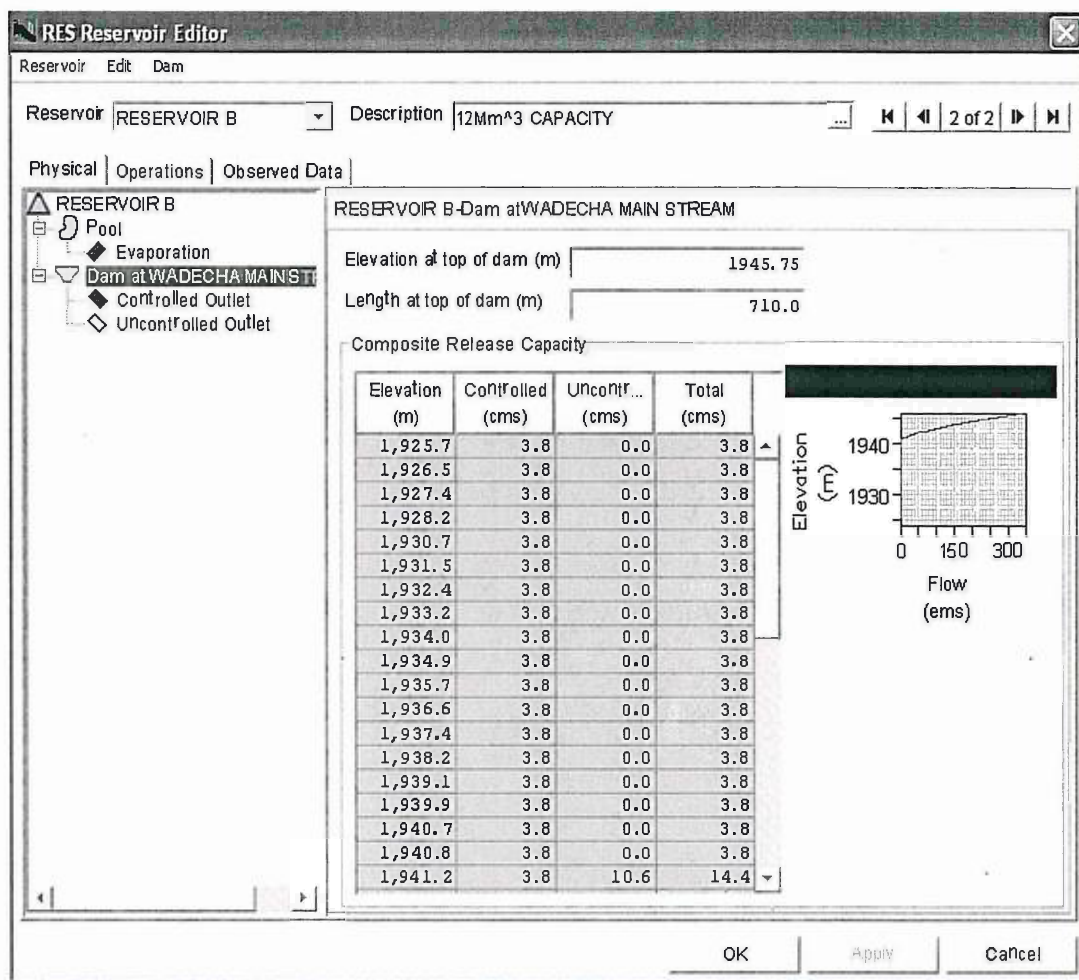 RES Reservoir Editor
Reservoir Edit Dam
Reservoir RESERVOIR B Description 12Mm^3 CAPACITY ... 2 of 2
Physical Operations Observed Data
RESERVOIR B
Pool
Evaporation
Dam at WADECHA MAIN ST
Controlled Outlet
Uncontrolled Outlet
RESERVOIR B-Dam atWADECHA MAIN STREAM
Elevation at top of dam (m) 1945.75
Length at top of dam (m) 710.0
Composite Release Capacity
Elevation (m) Controlled (cms) Uncontr... (cms) Total (cms)
1,925.7 3.8 0.0 3.8
1,926.5 3.8 0.0 3.8
1,927.4 3.8 0.0 3.8
1,928.2 3.8 0.0 3.8
1,930.7 3.8 0.0 3.8
1,931.5 3.8 0.0 3.8
1,932.4 3.8 0.0 3.8
1,933.2 3.8 0.0 3.8
1,934.0 3.8 0.0 3.8
1,934.9 3.8 0.0 3.8
1,935.7 3.8 0.0 3.8
1,936.6 3.8 0.0 3.8
1,937.4 3.8 0.0 3.8
1,938.2 3.8 0.0 3.8
1,939.1 3.8 0.0 3.8
1,939.9 3.8 0.0 3.8
1,940.7 3.8 0.0 3.8
1,940.8 3.8 0.0 3.8
1,941.2 3.8 10.6 14.4
Elevation (m)
1940
1930
0 150 300
Flow
(ems)
OK Apply Cancel